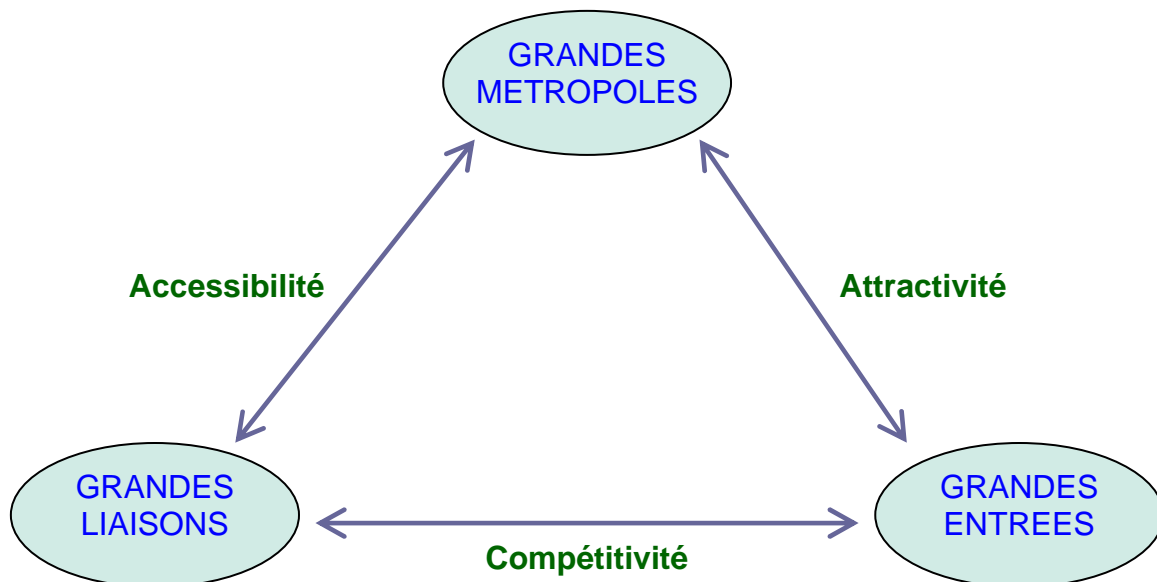 GRANDES
METROPOLES
Accessibilité
Attractivité
GRANDES
LIAISONS
GRANDES
ENTREES
Compétitivité